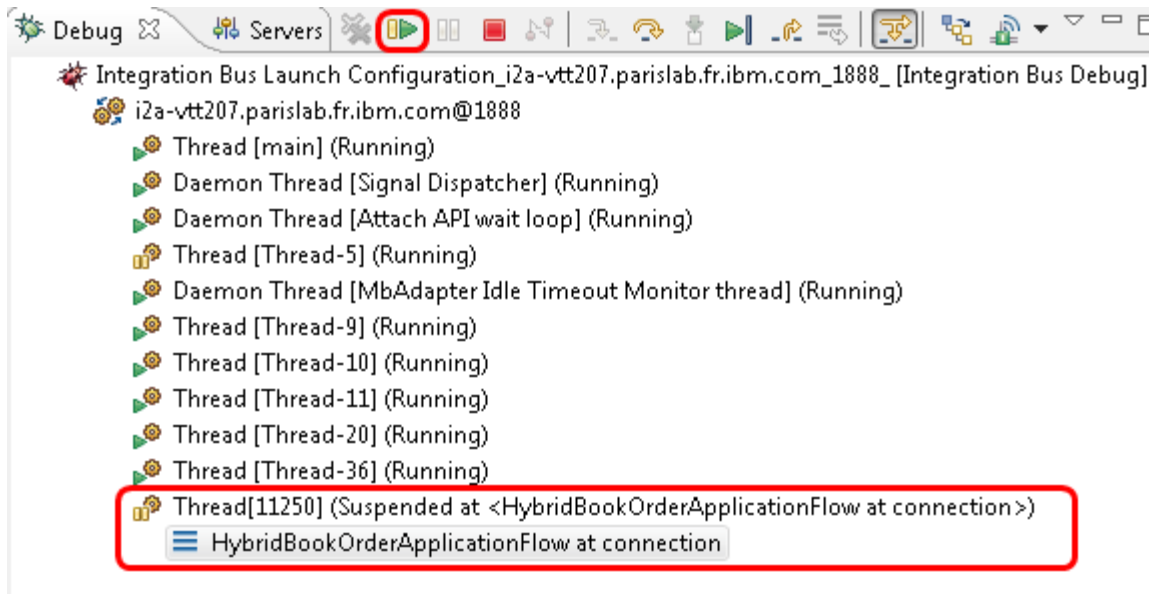 Debug Servers
Integration Bus Launch Configuration_i2a-vtt207.parislab.fr.ibm.com_1888_ [Integration Bus Debug]
i2a-vtt207.parislab.fr.ibm.com@1888
Thread [main] (Running)
Daemon Thread [Signal Dispatcher] (Running)
Daemon Thread [Attach API wait loop] (Running)
Thread [Thread-5] (Running)
Daemon Thread [MbAdapter Idle Timeout Monitor thread] (Running)
Thread [Thread-9] (Running)
Thread [Thread-10] (Running)
Thread [Thread-11] (Running)
Thread [Thread-20] (Running)
Thread [Thread-36] (Running)
Thread[11250] (Suspended at <HybridBookOrderApplicationFlow at connection>)
HybridBookOrderApplicationFlow at connection